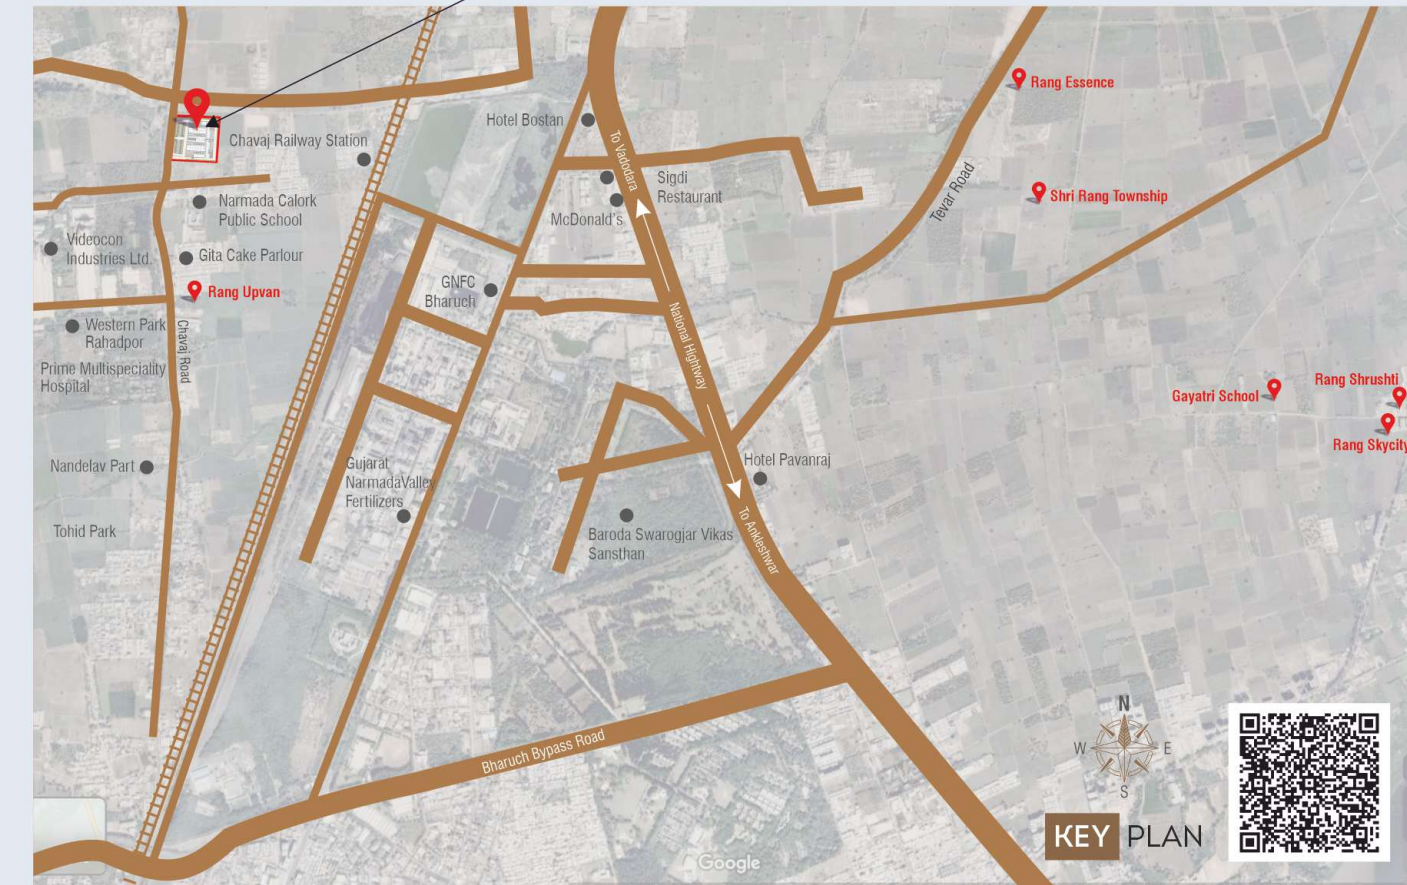 Rang Essence
Hotel Bostan
To Vadodara
Chavaj Railway Station
Sigdi
Restaurant
Tevar Road
Shri Rang Township
Narmada Calork
Public School
McDonald's
Videocon
Industries Ltd.
Gita Cake Parlour
GNFC
Bharuch
Rang Upvan
National Hightway
Western Park
Rahadpor
Chavaj Road
Prime Multispeciality
Hospital
Rang Shrushti
Gayatri School
Rang Skycity
Hotel Pavanraj
Nandelav Part
Gujarat
NarmadaValley
Fertilizers
To Ankleshwar
Tohid Park
Baroda Swarogjar Vikas
Sansthan
N
W
E
S
Bharuch Bypass Road
KEY PLAN
Google